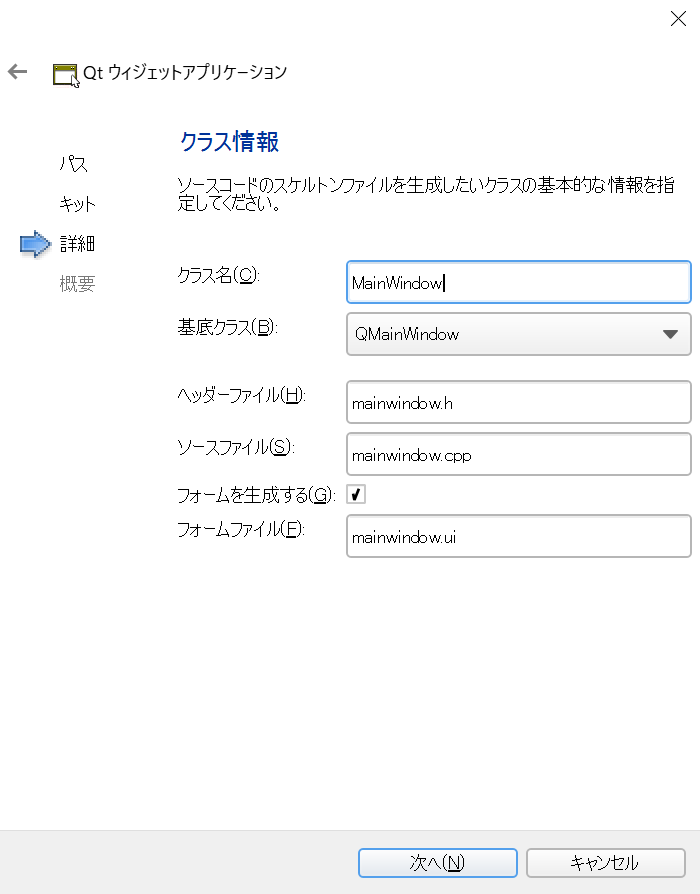 Qt ウィジェットアプリケーション
クラス情報
パス
ソースコードのスケルトンファイルを生成したいクラスの基本的な情報を指
定してください。
キット
詳細
概要
クラス名(C):
MainWindow
基底クラス(B):
QMainWindow
ヘッダーファイル(H):
mainwindow.h
ソースファイル(S):
mainwindow.cpp
フォームを生成する(G):
フォームファイル(F):
mainwindow.ui
次へ(N)
キャンセル